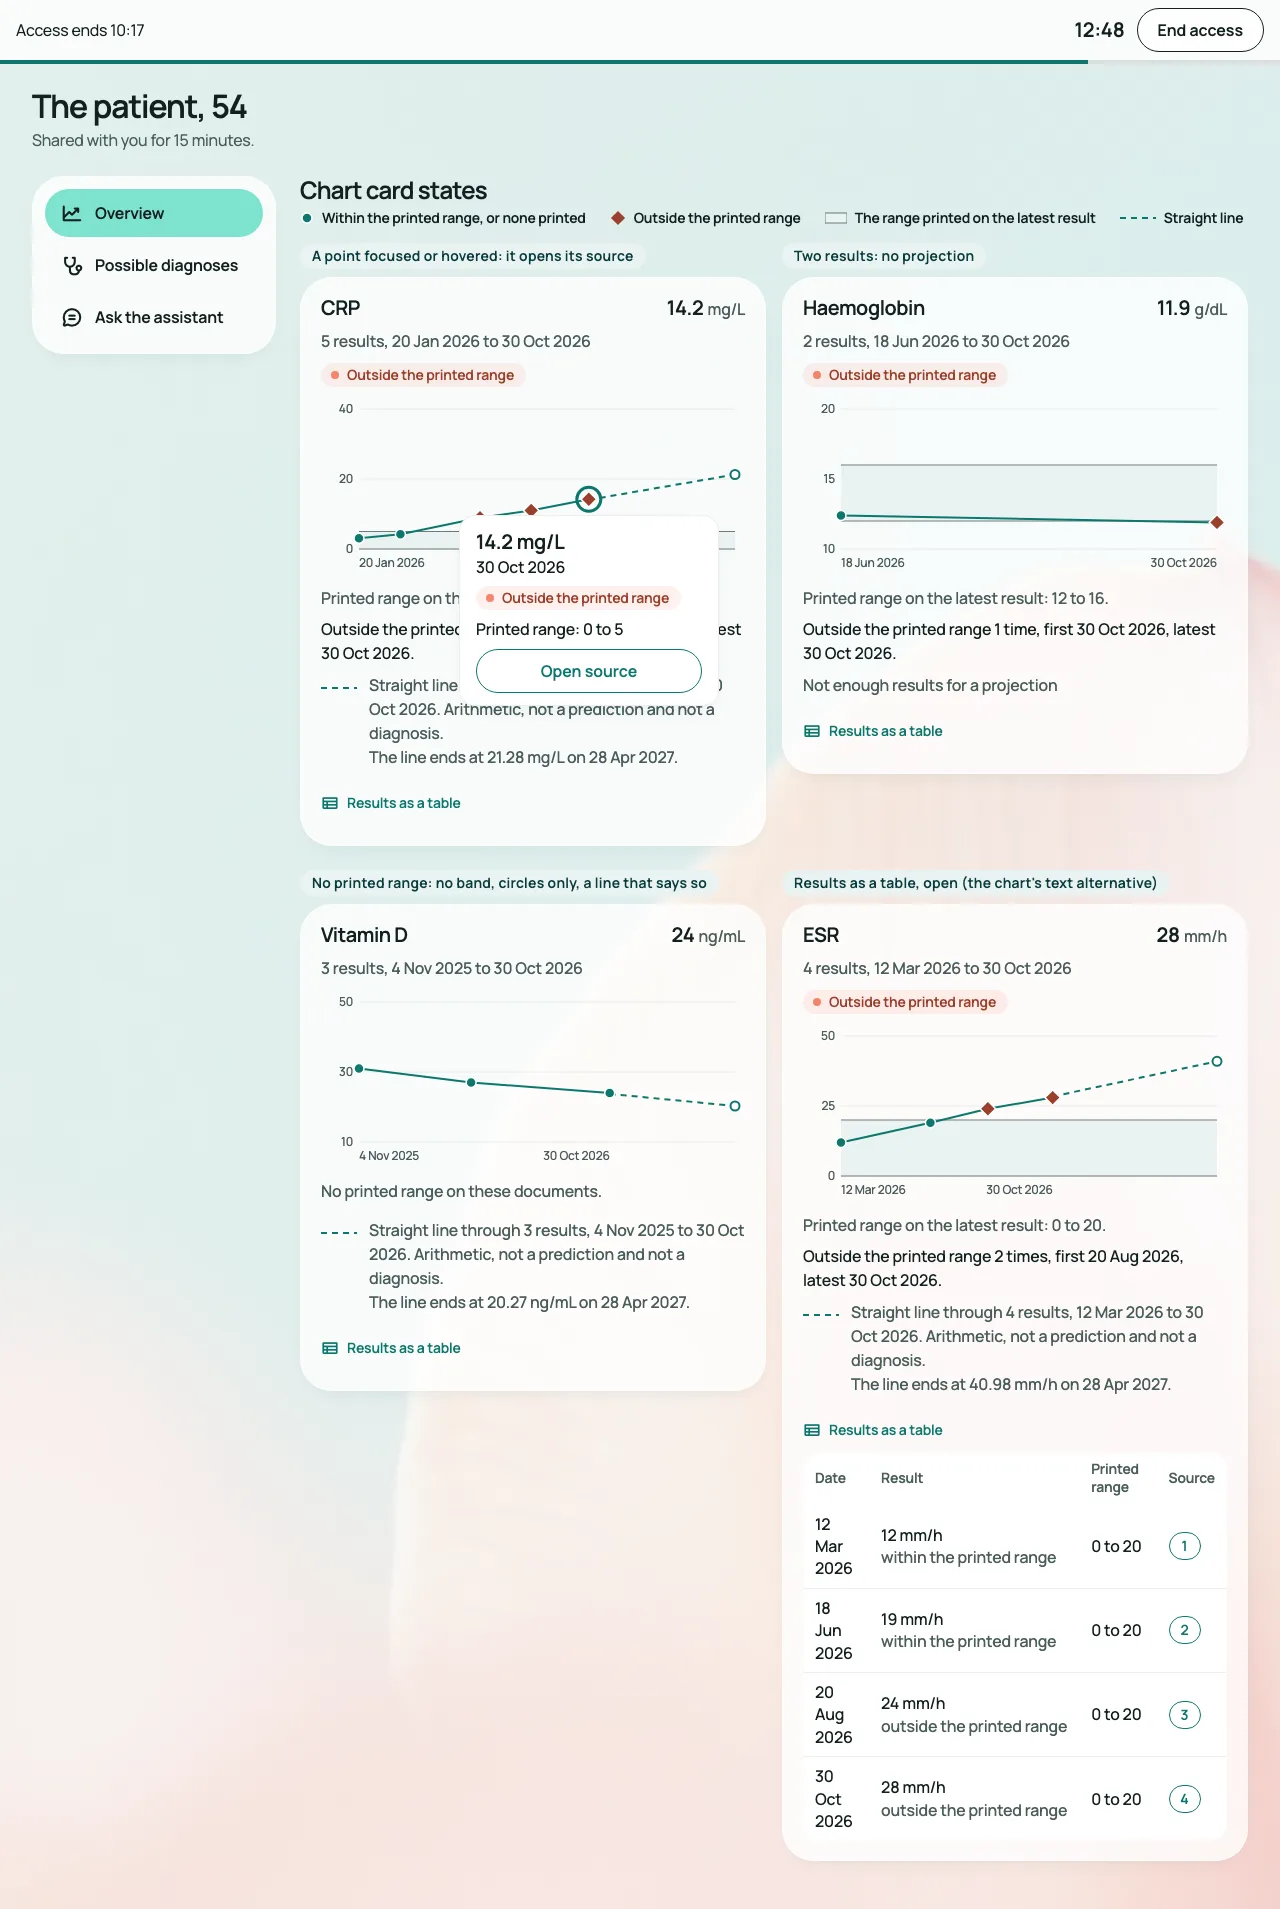 Access ends 10:17
12:48
End access
The patient, 54
Shared with you for 15 minutes.
Overview
Possible diagnoses
Ask the assistant
Chart card states
Within the printed range, or none printed
Outside the printed range
The range printed on the latest result
Straight line
A point focused or hovered: it opens its source
CRP
14.2 mg/L
5 results, 20 Jan 2026 to 30 Oct 2026
Outside the printed range
40
20
0
20 Jan 2026
14.2 mg/L
30 Oct 2026
Outside the printed range
Printed range: 0 to 5
Open source
Printed range on th
Outside the printed
est
30 Oct 2026.
Straight line
Oct 2026. Arithmetic, not a prediction and not a
diagnosis.
The line ends at 21.28 mg/L on 28 Apr 2027.
Results as a table
Two results: no projection
Haemoglobin
11.9 g/dL
2 results, 18 Jun 2026 to 30 Oct 2026
Outside the printed range
20
15
10
18 Jun 2026
30 Oct 2026
Printed range on the latest result: 12 to 16.
Outside the printed range 1 time, first 30 Oct 2026, latest
30 Oct 2026.
Not enough results for a projection
Results as a table
No printed range: no band, circles only, a line that says so
Vitamin D
24 ng/mL
3 results, 4 Nov 2025 to 30 Oct 2026
50
30
10
4 Nov 2025
30 Oct 2026
No printed range on these documents.
Straight line through 3 results, 4 Nov 2025 to 30 Oct
2026. Arithmetic, not a prediction and not a
diagnosis.
The line ends at 20.27 ng/mL on 28 Apr 2027.
Results as a table
Results as a table, open (the chart's text alternative)
ESR
28 mm/h
4 results, 12 Mar 2026 to 30 Oct 2026
Outside the printed range
50
25
0
12 Mar 2026
30 Oct 2026
Printed range on the latest result: 0 to 20.
Outside the printed range 2 times, first 20 Aug 2026,
latest 30 Oct 2026.
Straight line through 4 results, 12 Mar 2026 to 30
Oct 2026. Arithmetic, not a prediction and not a
diagnosis.
The line ends at 40.98 mm/h on 28 Apr 2027.
Results as a table
Date
Result
Printed
range
Source
12
Mar
2026
12 mm/h
within the printed range
0 to 20
1
18
Jun
2026
19 mm/h
within the printed range
0 to 20
2
20
Aug
2026
24 mm/h
outside the printed range
0 to 20
3
30
Oct
2026
28 mm/h
outside the printed range
0 to 20
4